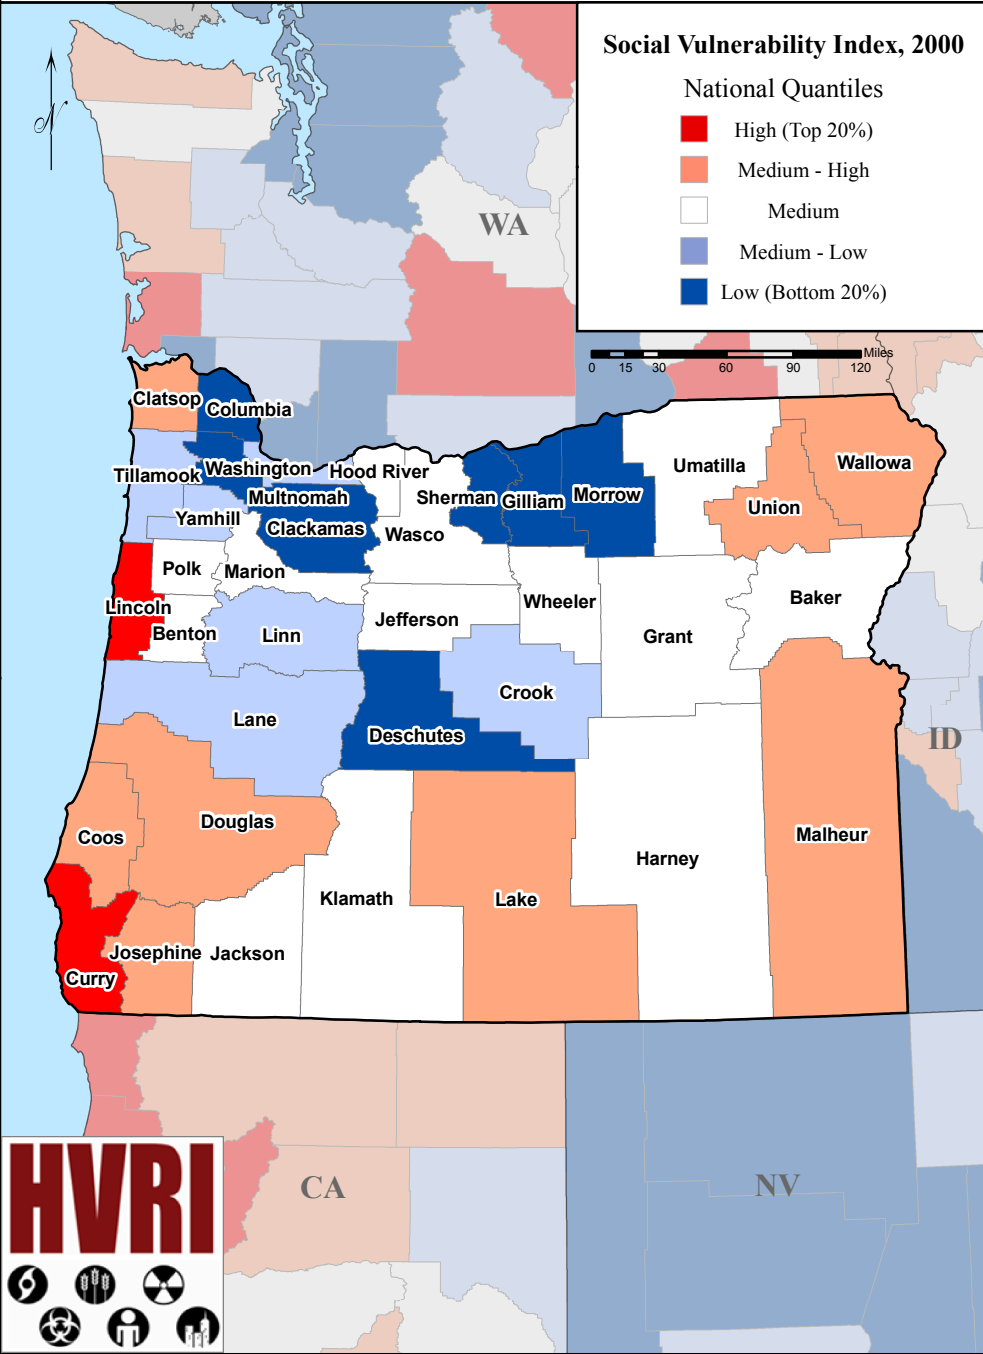 Social Vulnerability Index, 2000
National Quantiles
High (Top 20%)
Medium - High
Medium
Medium - Low
Low (Bottom 20%)
N
WA
Miles
0 15 30 60 90 120
Clatsop
Columbia
Tillamook
Washington
Hood River
Umatilla
Wallowa
Multnomah
Sherman
Gilliam
Morrow
Union
Yamhill
Clackamas
Wasco
Polk
Marion
Wheeler
Baker
Lincoln
Benton
Linn
Jefferson
Grant
Crook
Lane
Deschutes
ID
Coos
Douglas
Malheur
Harney
Klamath
Lake
Josephine
Jackson
Curry
HVRI
CA
NV